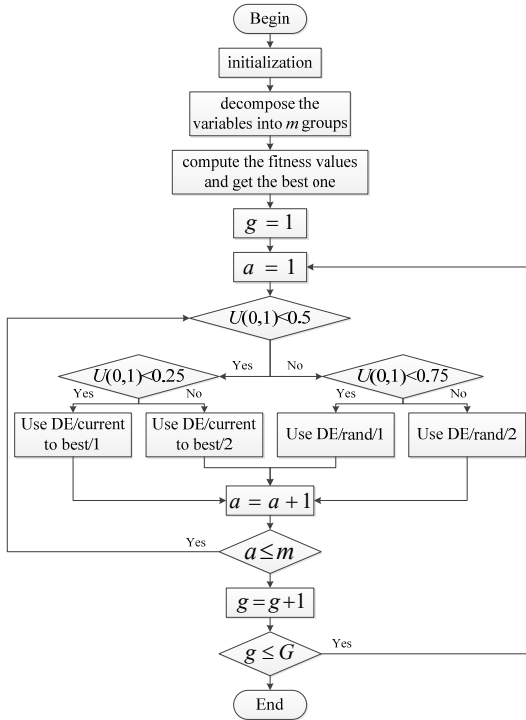 Begin
initialization
decompose the
variables into m groups
compute the fitness values
and get the best one
g = 1
a = 1
U(0,1)<0.5
Yes
No
U(0,1)<0.25
U(0,1)<0.75
Yes
No
Yes
No
Use DE/current
to best/1
Use DE/current
to best/2
Use DE/rand/1
Use DE/rand/2
a = a+1
Yes
a≤m
g=g+1
g≤G
Yes
End